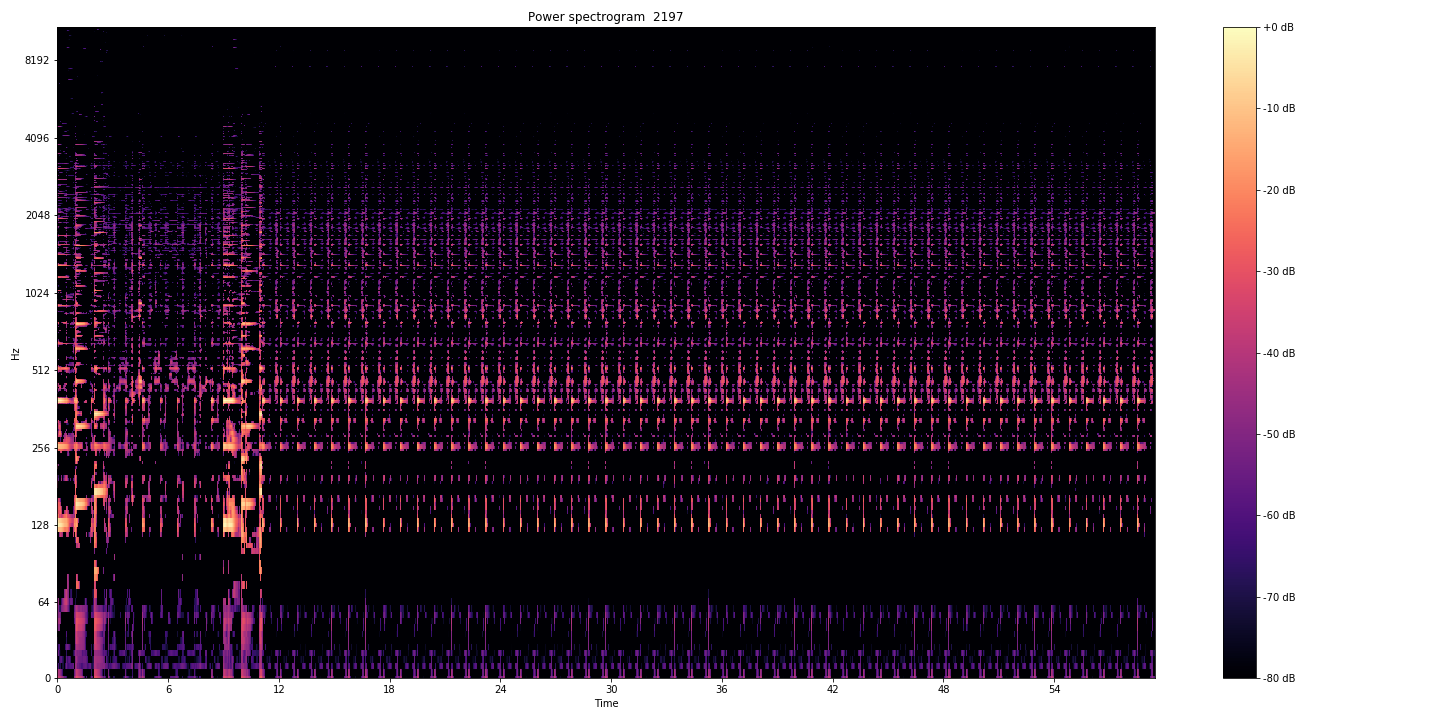 Power spectrogram  2197
8192
4096
2048
1024
512
256
128
64
0
Hz
0
6
12
18
24
30
36
42
48
54
Time
+0 dB
-10 dB
-20 dB
-30 dB
-40 dB
-50 dB
-60 dB
-70 dB
-80 dB